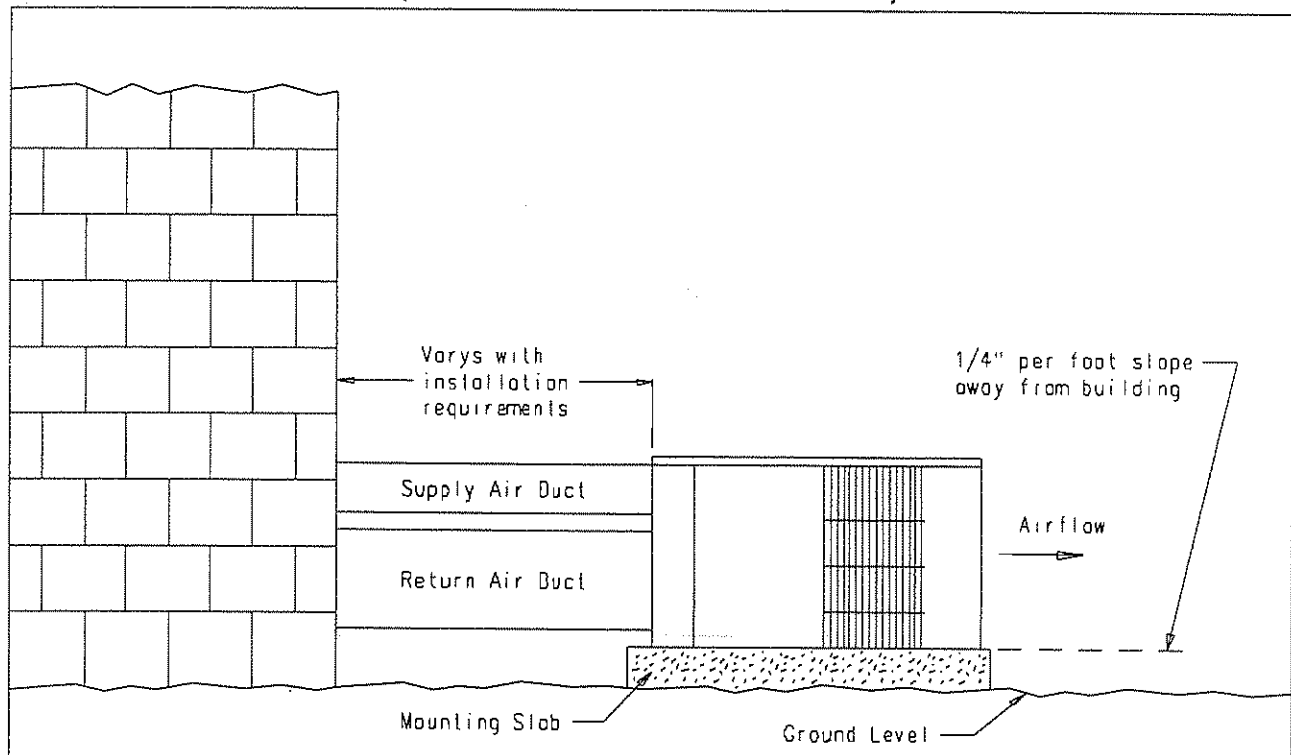 Varys with
installation
requirements
1/4" per foot slope
away from building
Supply Air Duct
Airflow
Return Air Duct
Mounting Slab
Ground Level